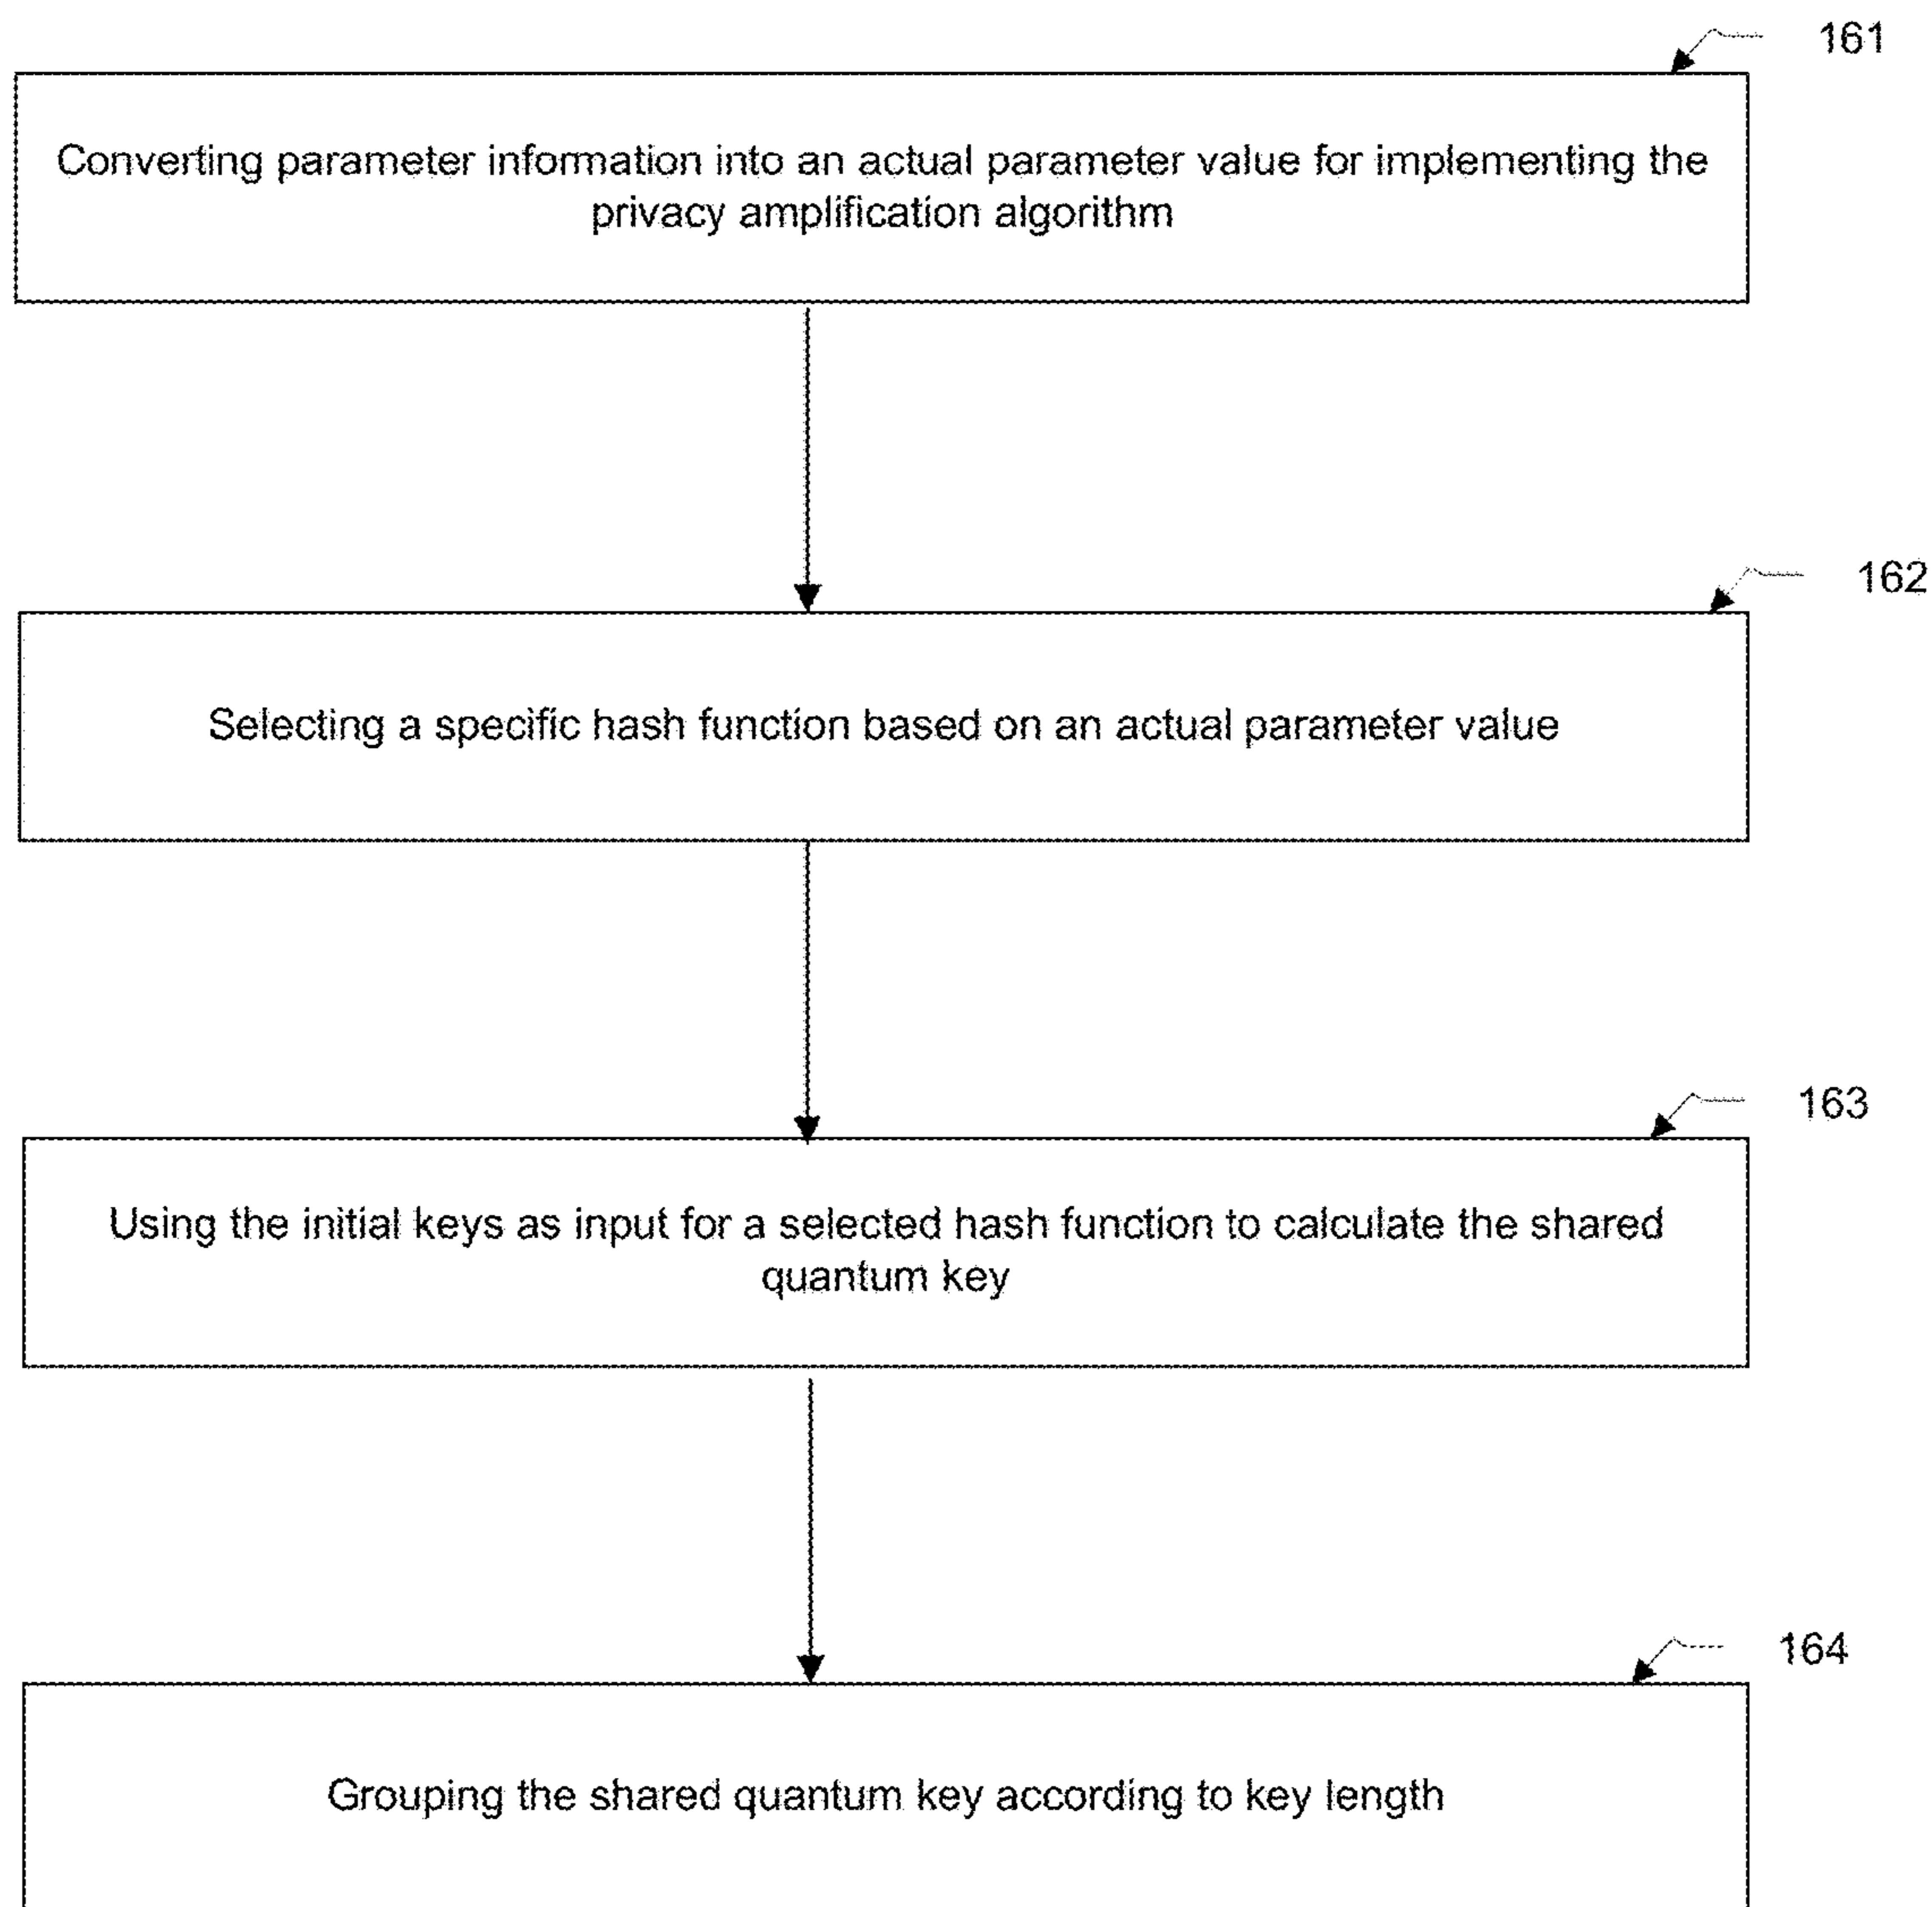 161
Converting parameter information into an actual parameter value for implementing the
privacy amplification algorithm
162
Selecting a specific hash function based on an actual parameter value
163
Using the initial keys as input for a selected hash function to calculate the shared
quantum key
164
Grouping the shared quantum key according to key length